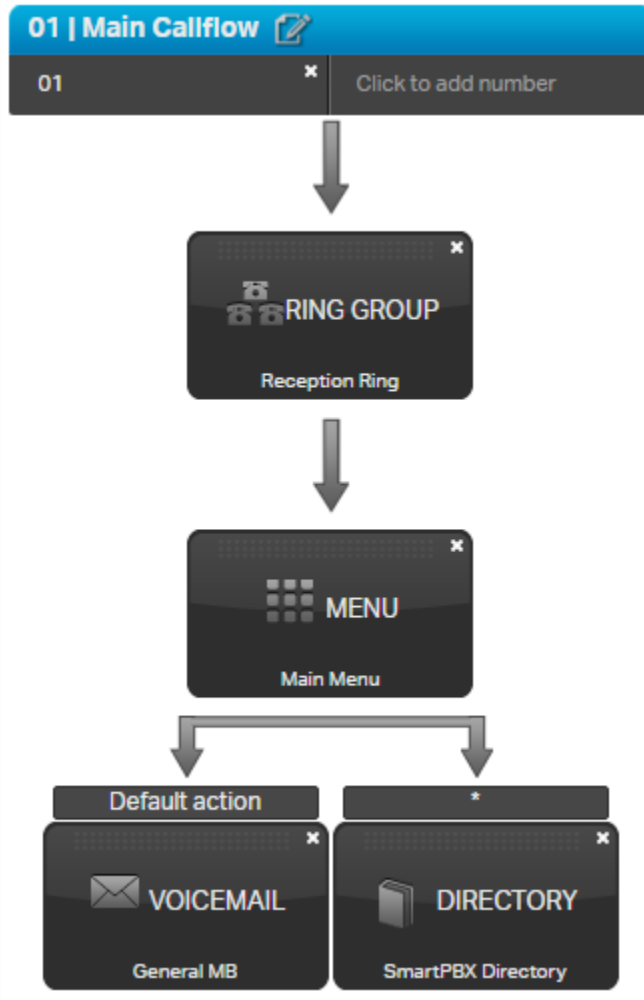 01 | Main Callflow
01
Click to add number
RING GROUP
Reception Ring
MENU
Main Menu
Default action
*
VOICEMAIL
DIRECTORY
General MB
SmartPBX Directory